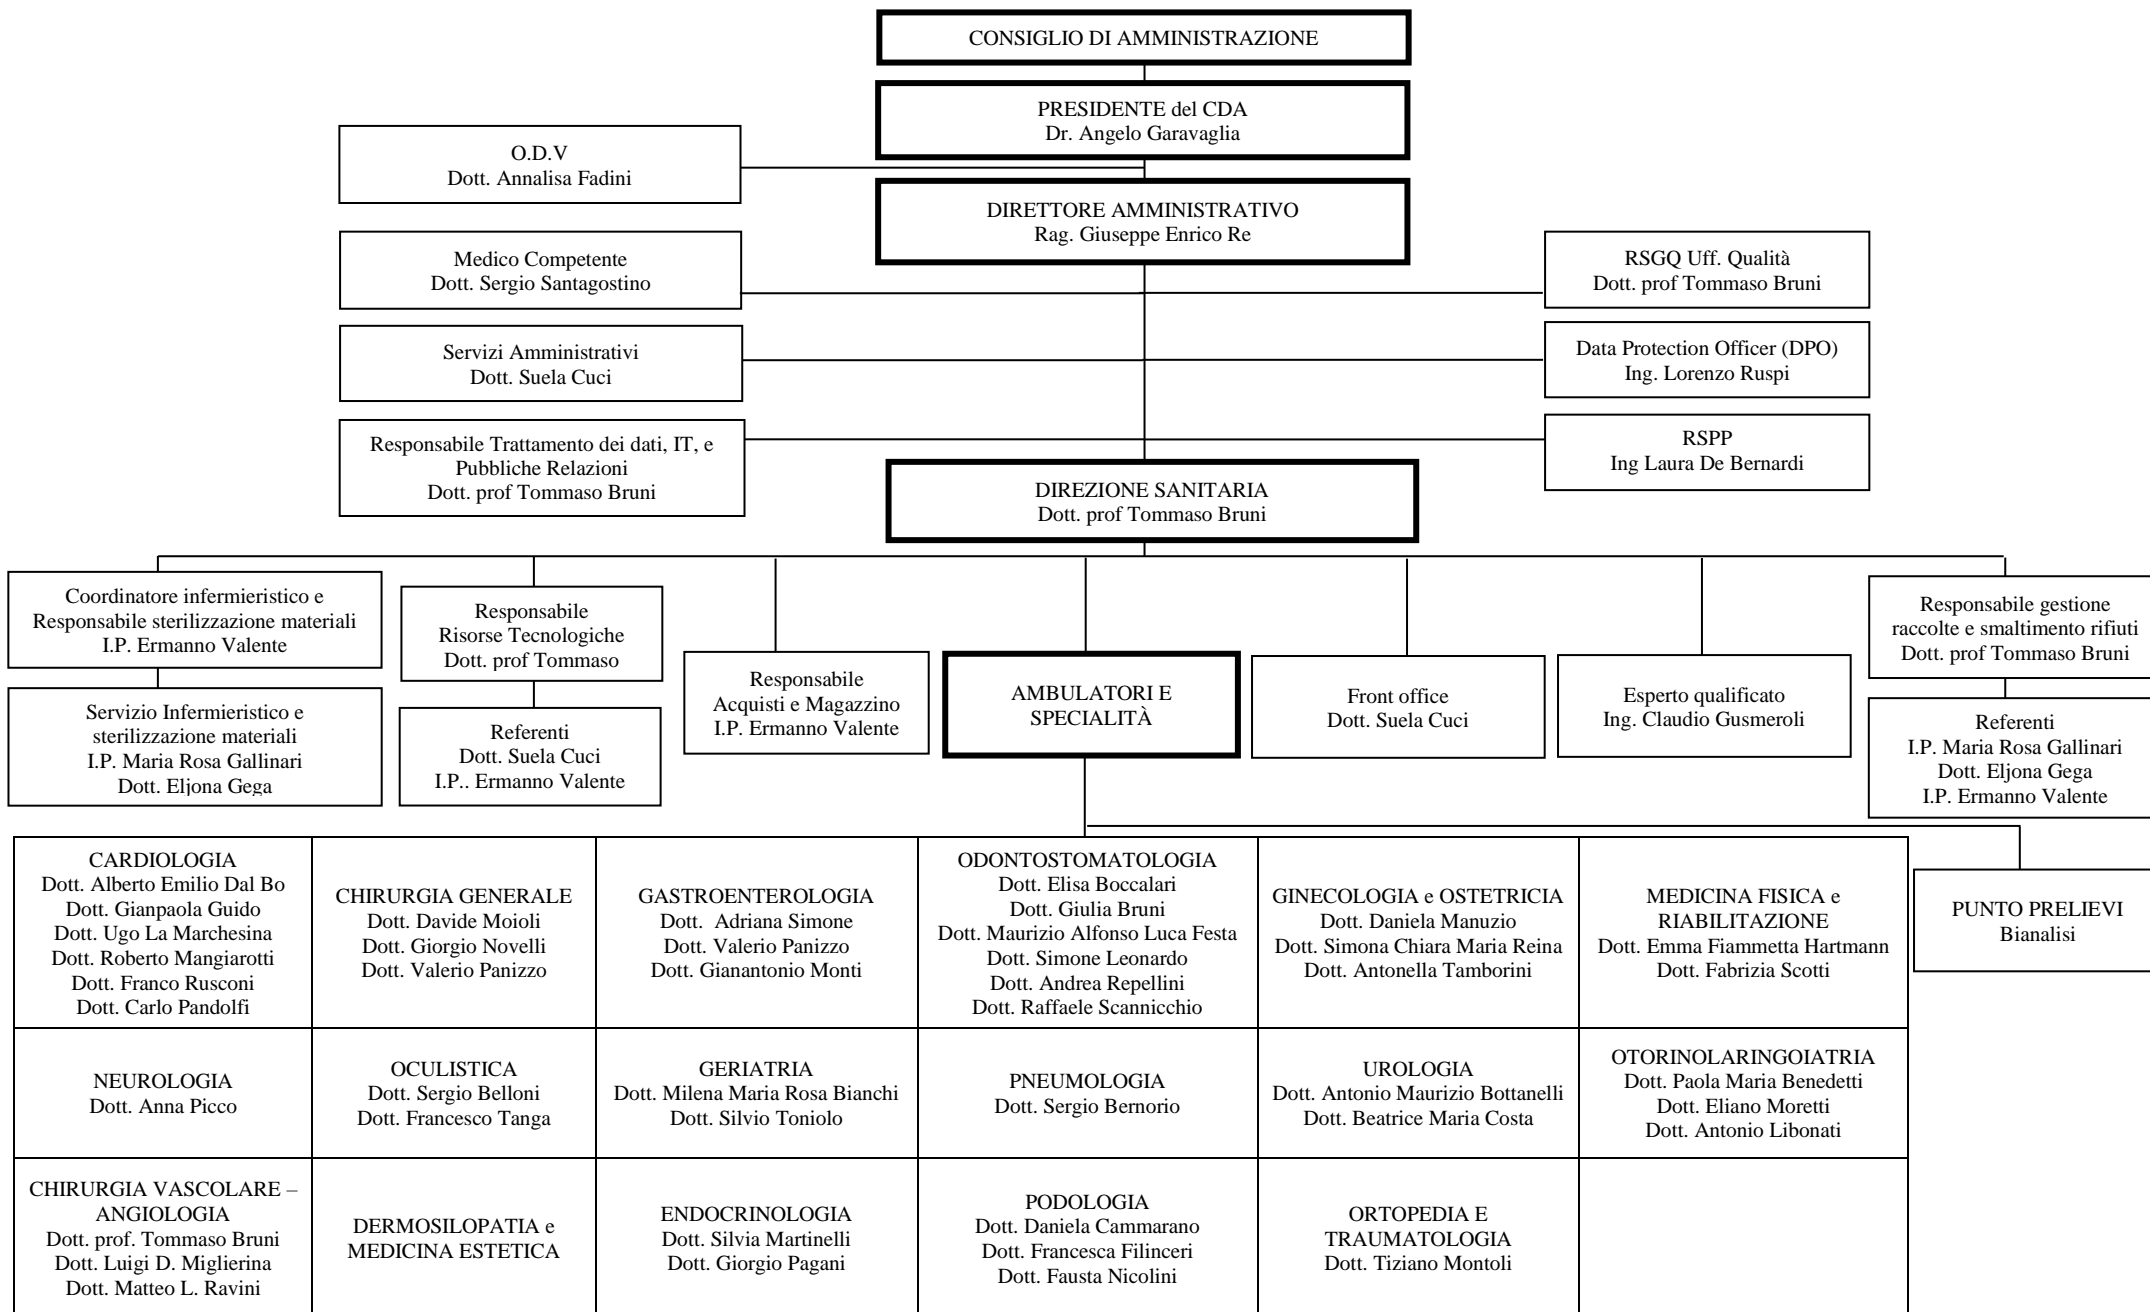 CONSIGLIO DI AMMINISTRAZIONE
PRESIDENTE del CDA
Dr. Angelo Garavaglia
O.D.V
Dott. Annalisa Fadini
DIRETTORE AMMINISTRATIVO
Rag. Giuseppe Enrico Re
Medico Competente
Dott. Sergio Santagostino
RSGQ Uff. Qualità
Dott. prof Tommaso Bruni
Servizi Amministrativi
Dott. Suela Cuci
Data Protection Officer (DPO)
Ing. Lorenzo Ruspi
Responsabile Trattamento dei dati, IT, e
Pubbliche Relazioni
Dott. prof Tommaso Bruni
RSPP
Ing Laura De Bernardi
DIREZIONE SANITARIA
Dott. prof Tommaso Bruni
Coordinatore infermieristico e
Responsabile sterilizzazione materiali
I.P. Ermanno Valente
Servizio Infermieristico e
sterilizzazione materiali
I.P. Maria Rosa Gallinari
Dott. Eljona Gega
Responsabile
Risorse Tecnologiche
Dott. prof Tommaso
Referenti
Dott. Suela Cuci
I.P.. Ermanno Valente
Responsabile
Acquisti e Magazzino
I.P. Ermanno Valente
AMBULATORI E
SPECIALITÀ
Front office
Dott. Suela Cuci
Esperto qualificato
Ing. Claudio Gusmeroli
Responsabile gestione
raccolte e smaltimento rifiuti
Dott. prof Tommaso Bruni
Referenti
I.P. Maria Rosa Gallinari
Dott. Eljona Gega
I.P. Ermanno Valente
CARDIOLOGIA
Dott. Alberto Emilio Dal Bo
Dott. Gianpaola Guido
Dott. Ugo La Marchesina
Dott. Roberto Mangiarotti
Dott. Franco Rusconi
Dott. Carlo Pandolfi
CHIRURGIA GENERALE
Dott. Davide Moioli
Dott. Giorgio Novelli
Dott. Valerio Panizzo
GASTROENTEROLOGIA
Dott. Adriana Simone
Dott. Valerio Panizzo
Dott. Gianantonio Monti
ODONTOSTOMATOLOGIA
Dott. Elisa Boccalari
Dott. Giulia Bruni
Dott. Maurizio Alfonso Luca Festa
Dott. Simone Leonardo
Dott. Andrea Repellini
Dott. Raffaele Scannicchio
GINECOLOGIA e OSTETRICIA
Dott. Daniela Manuzio
Dott. Simona Chiara Maria Reina
Dott. Antonella Tamborini
MEDICINA FISICA e
RIABILITAZIONE
Dott. Emma Fiammetta Hartmann
Dott. Fabrizia Scotti
PUNTO PRELIEVI
Bianalisi
NEUROLOGIA
Dott. Anna Picco
OCULISTICA
Dott. Sergio Belloni
Dott. Francesco Tanga
GERIATRIA
Dott. Milena Maria Rosa Bianchi
Dott. Silvio Toniolo
PNEUMOLOGIA
Dott. Sergio Bernorio
UROLOGIA
Dott. Antonio Maurizio Bottanelli
Dott. Beatrice Maria Costa
OTORINOLARINGOIATRIA
Dott. Paola Maria Benedetti
Dott. Eliano Moretti
Dott. Antonio Libonati
CHIRURGIA VASCOLARE –
ANGIOLOGIA
Dott. prof. Tommaso Bruni
Dott. Luigi D. Miglierina
Dott. Matteo L. Ravini
DERMOSILOPATIA e
MEDICINA ESTETICA
ENDOCRINOLOGIA
Dott. Silvia Martinelli
Dott. Giorgio Pagani
PODOLOGIA
Dott. Daniela Cammarano
Dott. Francesca Filinceri
Dott. Fausta Nicolini
ORTOPEDIA E
TRAUMATOLOGIA
Dott. Tiziano Montoli